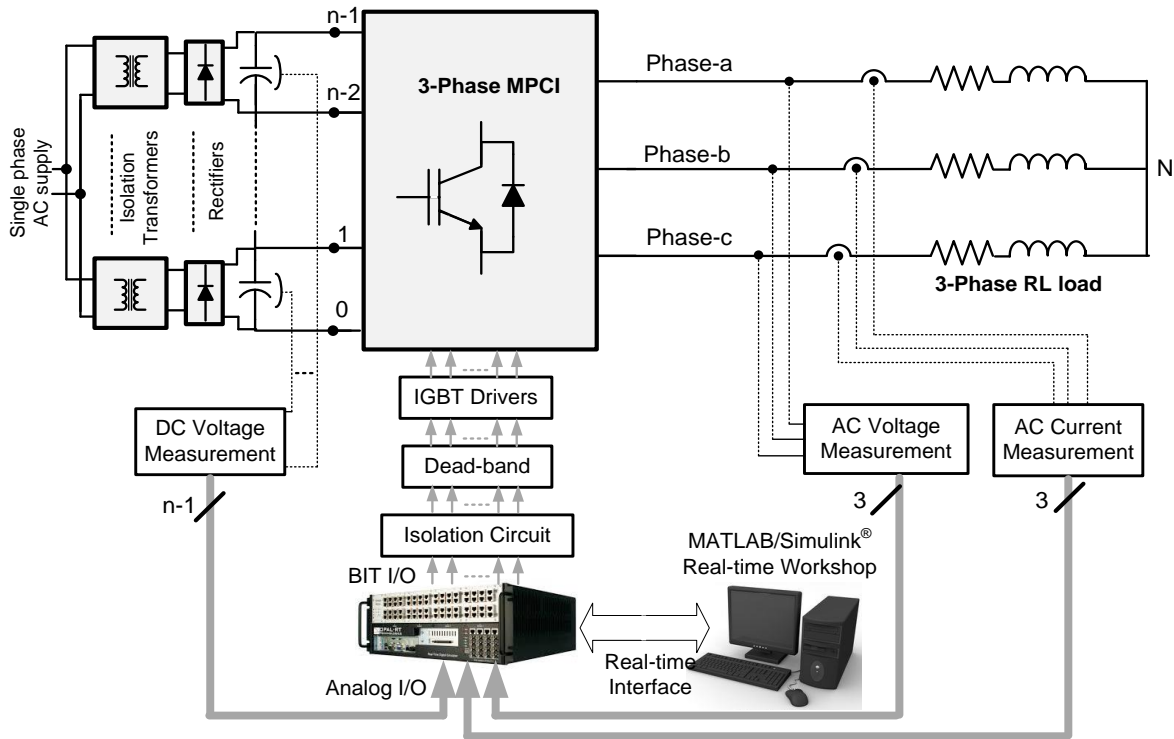 n-1
3-Phase MPCI
Phase-a
n-2
Single phase
AC supply
Isolation
Transformers
Rectifiers
Phase-b
N
1
Phase-c
3-Phase RL load
0
IGBT Drivers
DC Voltage
Measurement
AC Voltage
Measurement
AC Current
Measurement
Dead-band
n-1
3
3
Isolation Circuit
MATLAB/Simulink®
Real-time Workshop
BIT I/O
OPAL-RT
Real-time
Interface
Analog I/O